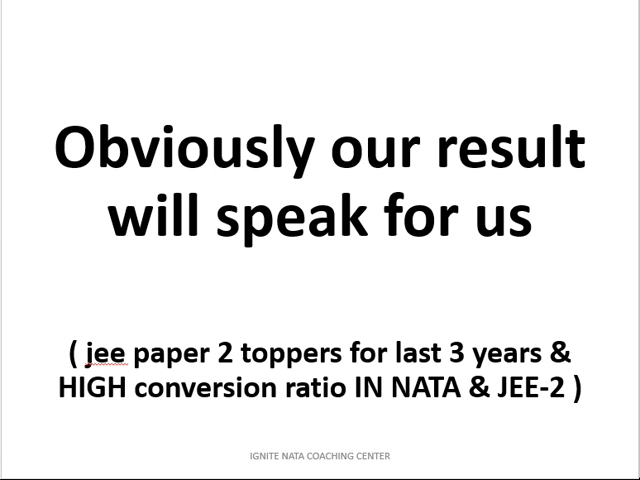 Obviously our result
will speak for us
( jee paper 2 toppers for last 3 years &
HIGH conversion ratio IN NATA & JEE-2 )
IGNITE NATA COACHING CENTER